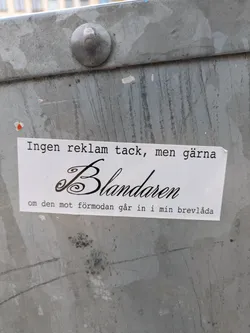 Ingen reklam tack, men gärna
Blandaren
om den mot förmodan går in i min brevlåda